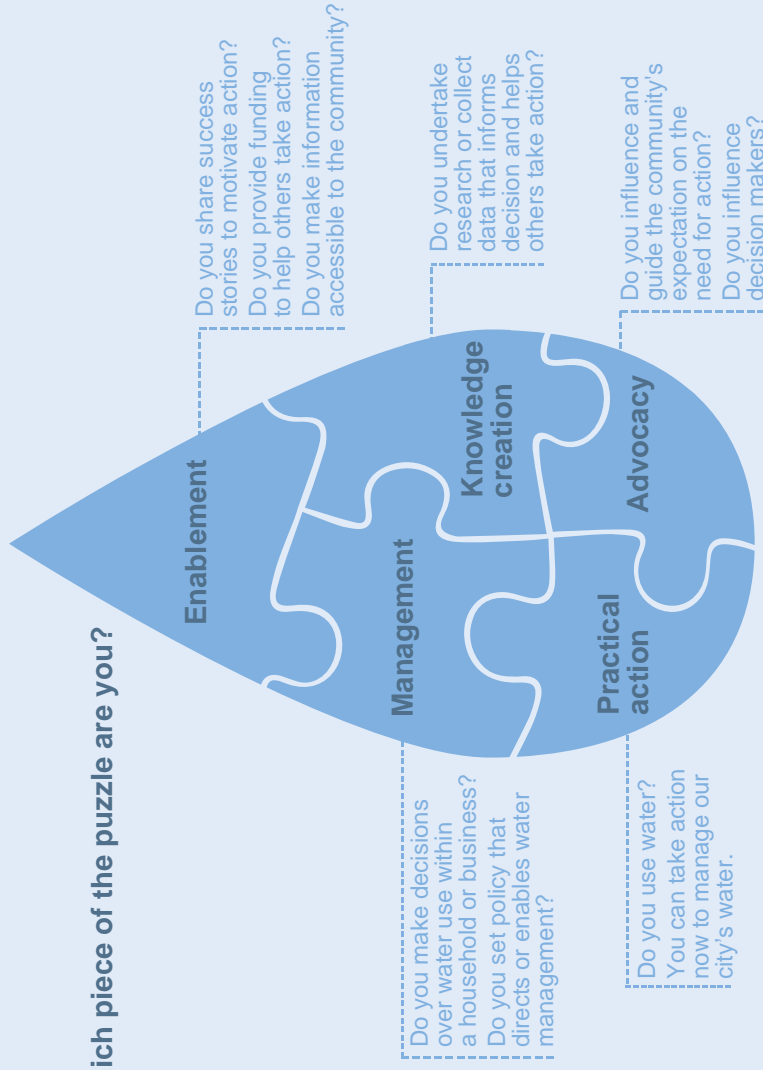 ich piece of the puzzle are you?
Enablement
Do you share success
stories to motivate action?
Do you provide funding
to help others take action?
Do you make information
accessible to the community?
Management
Do you make decisions
over water use within
a household or business?
Do you set policy that
directs or enables water
management?
Knowledge
creation
Do you undertake
research or collect
data that informs
decision and helps
others take action?
Practical
action
Do you use water?
You can take action
now to manage our
city's water.
Advocacy
Do you influence and
guide the community's
expectation on the
need for action?
Do you influence
decision makers?